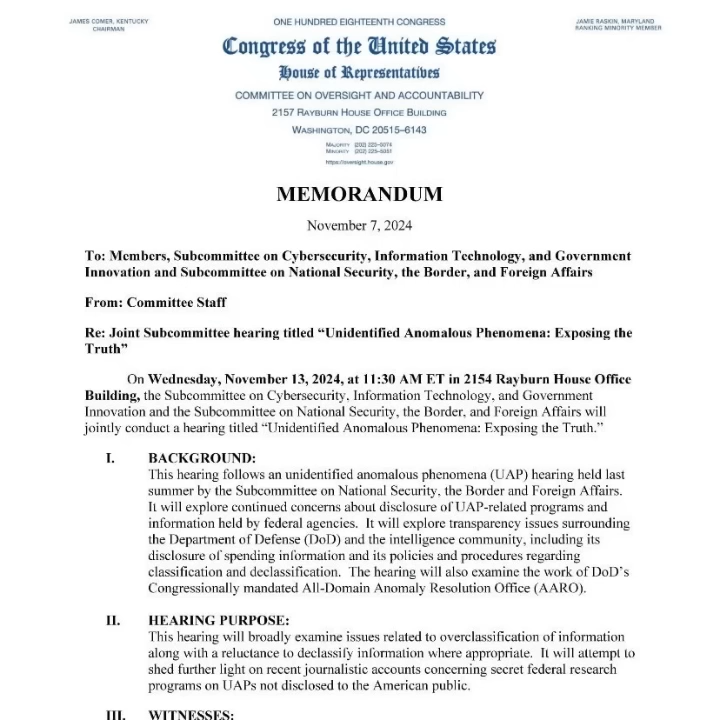 JAMES COMER, KENTUCKY
CHAIRMAN
ONE HUNDRED EIGHTEENTH CONGRESS
JAMIE RASKIN, MARYLAND
RANKING MINORITY MEMBER
Congress of the United States
House of Representatives
COMMITTEE ON OVERSIGHT AND ACCOUNTABILITY
2157 RAYBURN HOUSE OFFICE BUILDING
WASHINGTON, DC 20515–6143
MAJORITY (202) 225–5074
MINORITY (202) 225–5051
https://oversight.house.gov
MEMORANDUM
November 7, 2024
To: Members, Subcommittee on Cybersecurity, Information Technology, and Government
Innovation and Subcommittee on National Security, the Border, and Foreign Affairs
From: Committee Staff
Re: Joint Subcommittee hearing titled “Unidentified Anomalous Phenomena: Exposing the
Truth”
On Wednesday, November 13, 2024, at 11:30 AM ET in 2154 Rayburn House Office
Building, the Subcommittee on Cybersecurity, Information Technology, and Government
Innovation and the Subcommittee on National Security, the Border, and Foreign Affairs will
jointly conduct a hearing titled “Unidentified Anomalous Phenomena: Exposing the Truth.”
I. BACKGROUND:
This hearing follows an unidentified anomalous phenomena (UAP) hearing held last
summer by the Subcommittee on National Security, the Border and Foreign Affairs.
It will explore continued concerns about disclosure of UAP-related programs and
information held by federal agencies. It will explore transparency issues surrounding
the Department of Defense (DoD) and the intelligence community, including its
disclosure of spending information and its policies and procedures regarding
classification and declassification. The hearing will also examine the work of DoD’s
Congressionally mandated All-Domain Anomaly Resolution Office (AARO).
II. HEARING PURPOSE:
This hearing will broadly examine issues related to overclassification of information
along with a reluctance to declassify information where appropriate. It will attempt to
shed further light on recent journalistic accounts concerning secret federal research
programs on UAPs not disclosed to the American public.
III. WITNESSES: